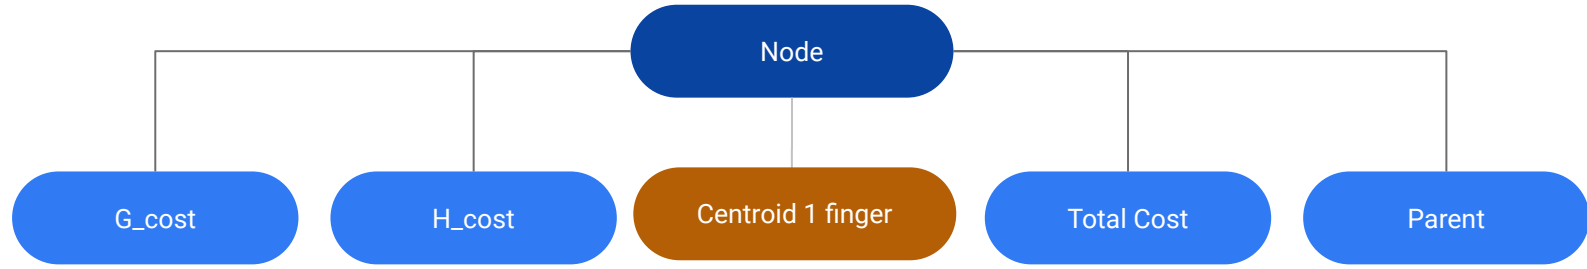 Node
G_cost
H_cost
Centroid 1 finger
Total Cost
Parent